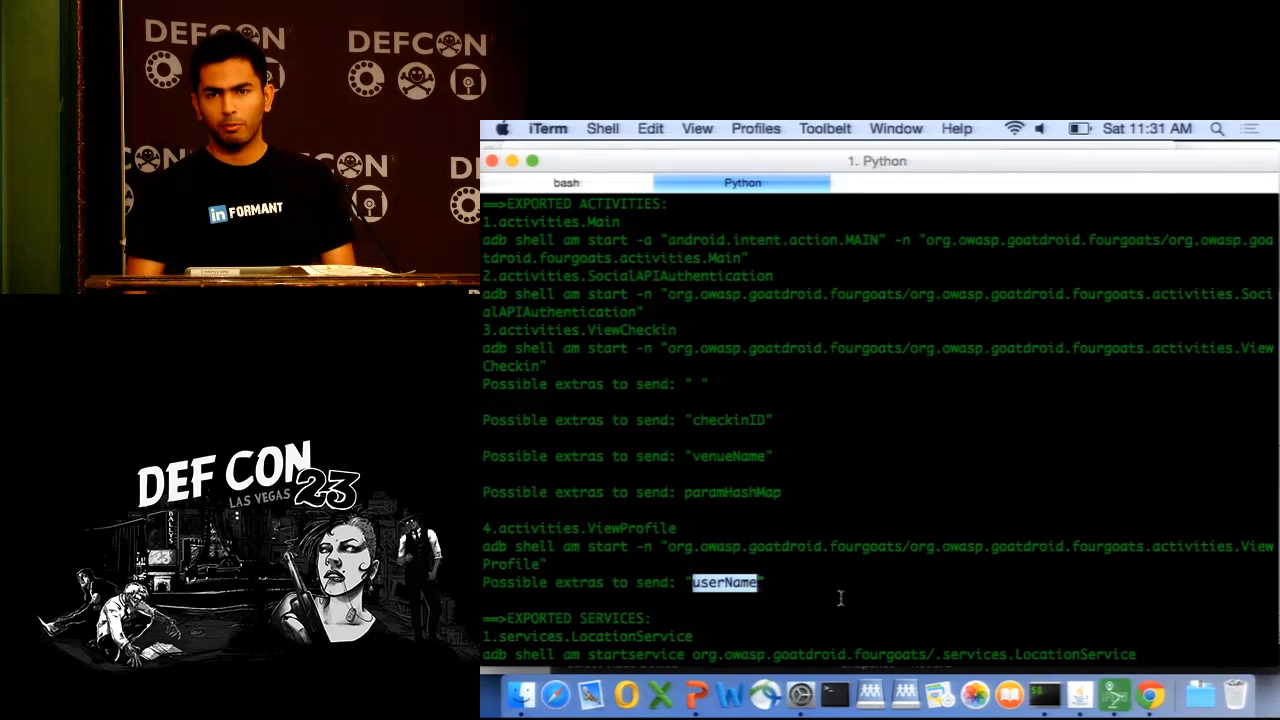 DEFCON
DEFCON
D
in FORMANT
DEF CON
LAS VEGAS 23
BALLYS
23
iTerm Shell Edit View Profiles Toolbelt Window Help Sat 11:31 AM
1. Python
bash Python
==>EXPORTED ACTIVITIES:
1.activities.Main
adb shell am start -a "android.intent.action.MAIN" -n "org.owasp.goatdroid.fourgoats/org.owasp.goa
tdroid.fourgoats.activities.Main"
2.activities.SocialAPIAuthentication
adb shell am start -n "org.owasp.goatdroid.fourgoats/org.owasp.goatdroid.fourgoats.activities.Soci
alAPIAuthentication"
3.activities.ViewCheckin
adb shell am start -n "org.owasp.goatdroid.fourgoats/org.owasp.goatdroid.fourgoats.activities.View
Checkin"
Possible extras to send: " "
Possible extras to send: "checkinID"
Possible extras to send: "venueName"
Possible extras to send: paramHashMap
4.activities.ViewProfile
adb shell am start -n "org.owasp.goatdroid.fourgoats/org.owasp.goatdroid.fourgoats.activities.View
Profile"
Possible extras to send: "userName"
==>EXPORTED SERVICES:
1.services.LocationService
adb shell am startservice org.owasp.goatdroid.fourgoats/.services.LocationService